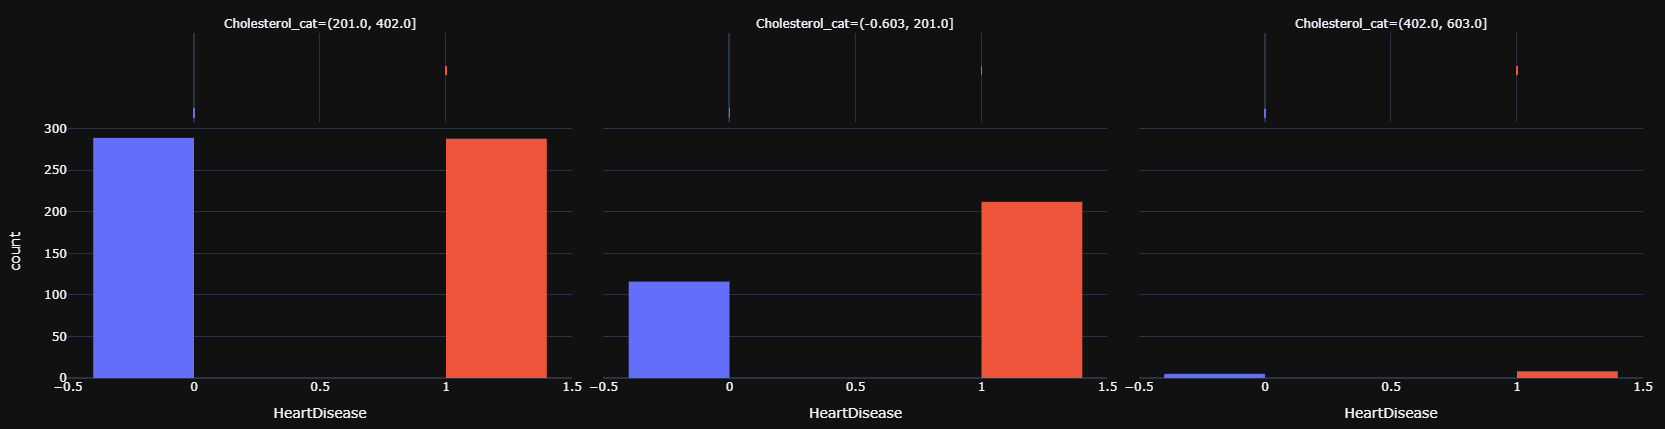 Cholesterol_cat=(201.0, 402.0]
Cholesterol_cat=(-0.603, 201.0]
Cholesterol_cat=(402.0, 603.0]
300
250
200
150
100
50
0
count
−0.5 0 0.5 1 1.5
−0.5 0 0.5 1 1.5
−0.5 0 0.5 1 1.5
HeartDisease
HeartDisease
HeartDisease